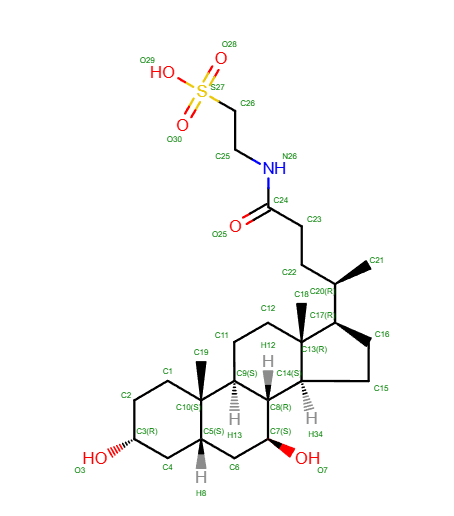 O28
O29
HO
O
S27
S
C26
O
O30
C25
N26
NH
C24
C23
O
O25
C21
C22
C20(R)
C18
C17(R)
C12
C16
C11
H12
C13(R)
C19
H
C14(S)
C1
C9(S)
C15
C2
C8(R)
C10(S)
H
H
H13
H34
C3(R)
C5(S)
C7(S)
HO
OH
O3
C4
C6
O7
H
H8